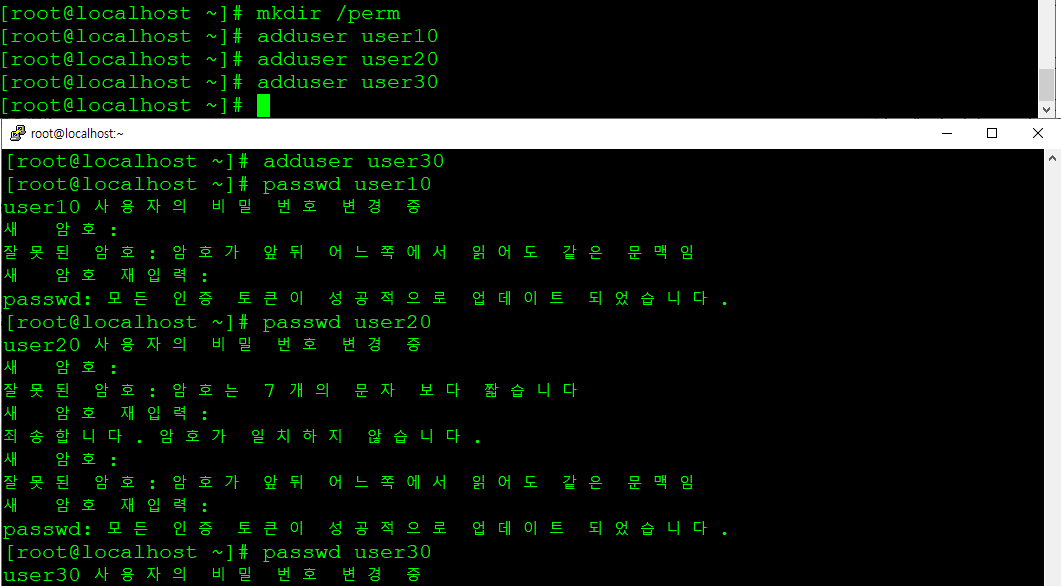 [root@localhost ~]# mkdir /perm
[root@localhost ~]# adduser user10
[root@localhost ~]# adduser user20
[root@localhost ~]# adduser user30
[root@localhost ~]#
root@localhost:~
[root@localhost ~]# adduser user30
[root@localhost ~]# passwd user10
user10 사용자의 비밀 번호 변경 중
새 암호:
잘못된 암호: 암호가 앞뒤 어느쪽에서 읽어도 같은 문맥임
새 암호 재입력:
passwd: 모든 인증 토큰이 성공적으로 업데이트 되었습니다.
[root@localhost ~]# passwd user20
user20 사용자의 비밀 번호 변경 중
새 암호:
잘못된 암호: 암호는 7 개의 문자 보다 짧습니다
새 암호 재입력:
죄송합니다. 암호가 일치하지 않습니다.
새 암호:
잘못된 암호: 암호가 앞뒤 어느쪽에서 읽어도 같은 문맥임
새 암호 재입력:
passwd: 모든 인증 토큰이 성공적으로 업데이트 되었습니다.
[root@localhost ~]# passwd user30
user30 사용자의 비밀 번호 변경 중